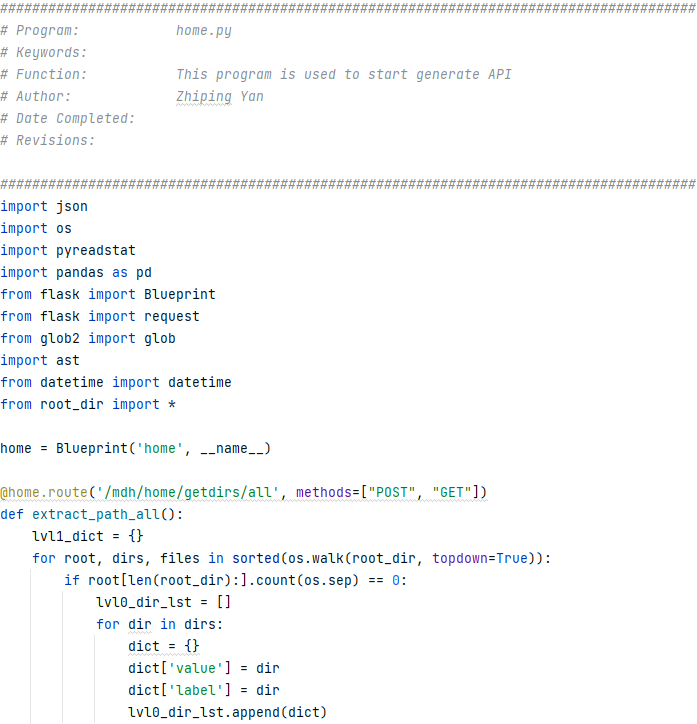 #######################################################################################
# Program:            home.py
# Keywords:
# Function:           This program is used to start generate API
# Author:             Zhiping Yan
# Date Completed:
# Revisions:
#######################################################################################
import json
import os
import pyreadstat
import pandas as pd
from flask import Blueprint
from flask import request
from glob2 import glob
import ast
from datetime import datetime
from root_dir import *
home = Blueprint('home', __name__)
@home.route('/mdh/home/getdirs/all', methods=["POST", "GET"])
def extract_path_all():
    lvl1_dict = {}
    for root, dirs, files in sorted(os.walk(root_dir, topdown=True)):
        if root[len(root_dir):].count(os.sep) == 0:
            lvl0_dir_lst = []
            for dir in dirs:
                dict = {}
                dict['value'] = dir
                dict['label'] = dir
                lvl0_dir_lst.append(dict)